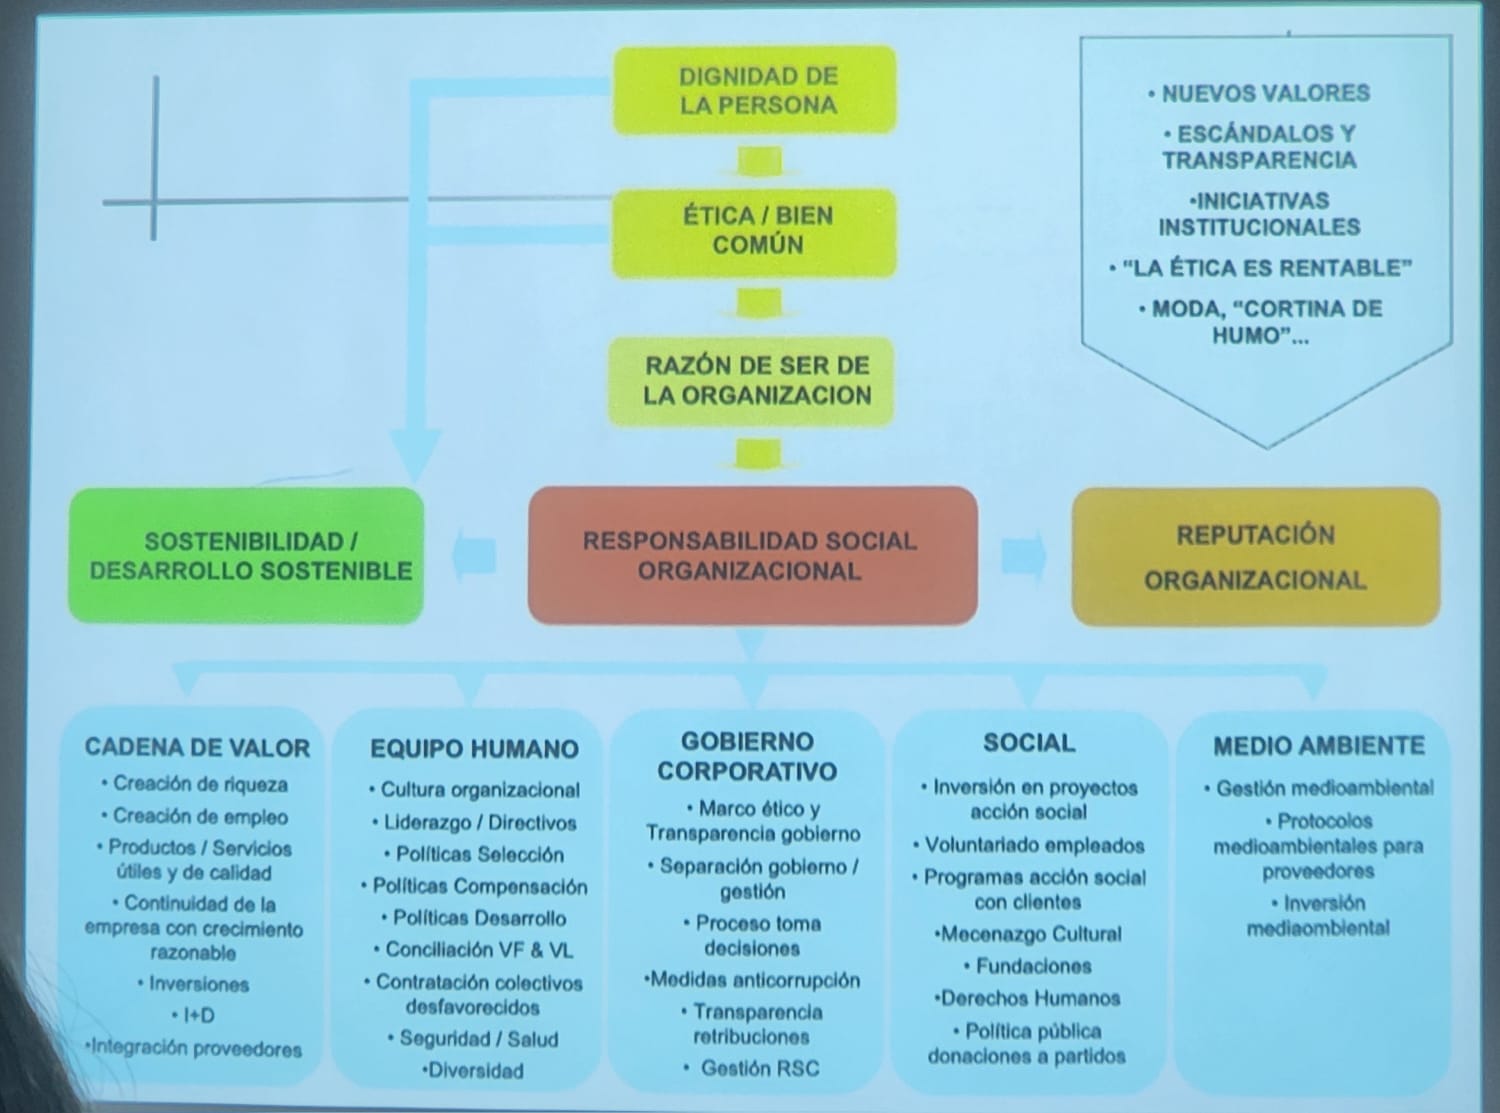 DIGNIDAD DE
LA PERSONA
ÉTICA / BIEN
COMÚN
RAZÓN DE SER DE
LA ORGANIZACION
• NUEVOS VALORES
• ESCÁNDALOS Y
TRANSPARENCIA
•INICIATIVAS
INSTITUCIONALES
• “LA ÉTICA ES RENTABLE”
• MODA, “CORTINA DE
HUMO”...
SOSTENIBILIDAD /
DESARROLLO SOSTENIBLE
RESPONSABILIDAD SOCIAL
ORGANIZACIONAL
REPUTACIÓN
ORGANIZACIONAL
CADENA DE VALOR
• Creación de riqueza
• Creación de empleo
• Productos / Servicios
útiles y de calidad
• Continuidad de la
empresa con crecimiento
razonable
• Inversiones
• I+D
•Integración proveedores
EQUIPO HUMANO
• Cultura organizacional
• Liderazgo / Directivos
• Políticas Selección
• Políticas Compensación
• Políticas Desarrollo
• Conciliación VF & VL
• Contratación colectivos
desfavorecidos
• Seguridad / Salud
•Diversidad
GOBIERNO
CORPORATIVO
• Marco ético y
Transparencia gobierno
• Separación gobierno /
gestión
• Proceso toma
decisiones
•Medidas anticorrupción
• Transparencia
retribuciones
• Gestión RSC
SOCIAL
• Inversión en proyectos
acción social
• Voluntariado empleados
• Programas acción social
con clientes
•Mecenazgo Cultural
• Fundaciones
•Derechos Humanos
• Política pública
donaciones a partidos
MEDIO AMBIENTE
• Gestión medioambiental
• Protocolos
medioambientales para
proveedores
• Inversión
mediaombiental